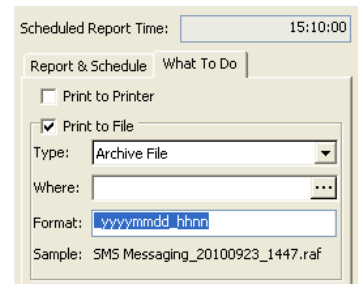 Scheduled Report Time: 15:10:00
Report & Schedule What To Do
Print to Printer
Print to File
Type: Archive File
Where: ...
Format: _yyyymmdd_hhnn
Sample: SMS Messaging_20100923_1447.raf